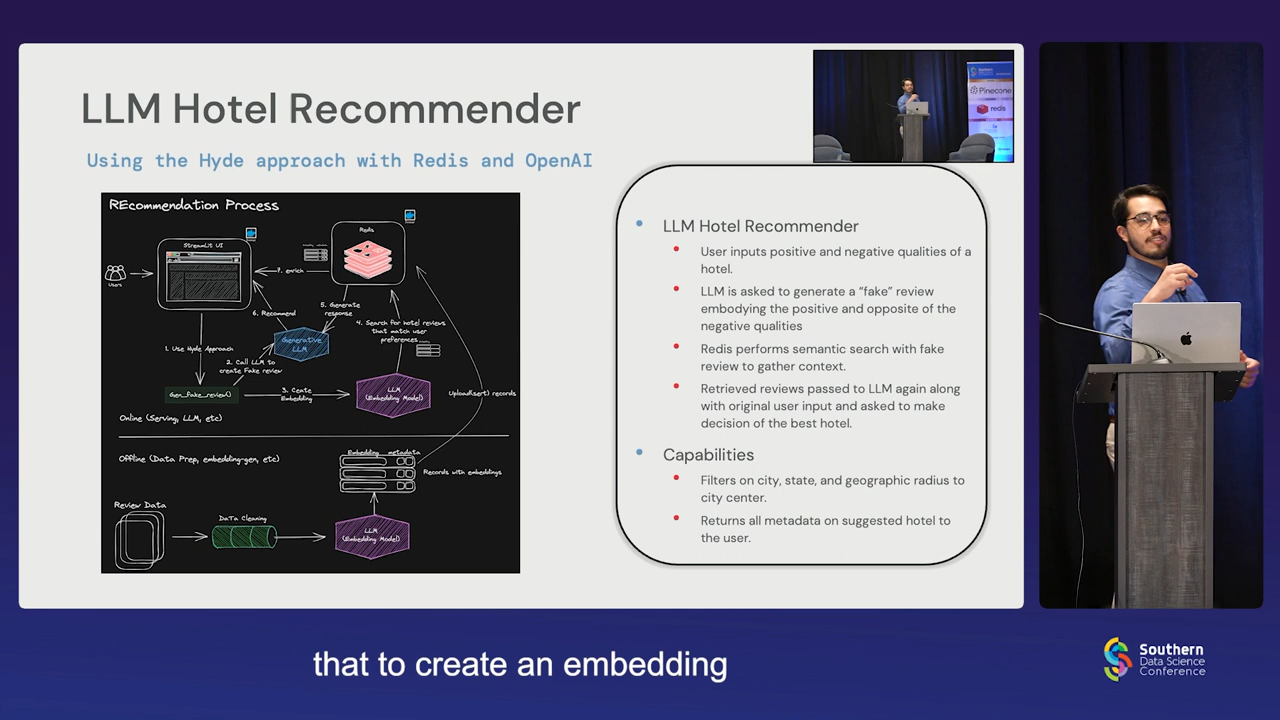 LLM Hotel Recommender
Using the Hyde approach with Redis and OpenAI
REcommendation Process
StreamLit UI
Redis
Users
7. enrich
5. Generate
response
6. Recommend
4. Search for hotel reviews
that match user
preferences
Generative
LLM
1. Use Hyde Approach
2. Call LLM to
create Fake review
Gen_fake_review()
3. Ceate
Embedding
LLM
(Embedding Model)
Upload(sert) records
Online (Serving, LLM, etc)
Offline (Data Prep, embedding-gen, etc)
Embedding metadata
Records with embeddings
Review Data
DaTa Cleaning
LLM
(Embedding Model)
LLM Hotel Recommender
User inputs positive and negative qualities of a
hotel.
LLM is asked to generate a “fake” review
embodying the positive and opposite of the
negative qualities
Redis performs semantic search with fake
review to gather context.
Retrieved reviews passed to LLM again along
with original user input and asked to make
decision of the best hotel.
Capabilities
Filters on city, state, and geographic radius to
city center.
Returns all metadata on suggested hotel to
the user.
Pinecone
redis
that to create an embedding
Southern
Data Science
Conference